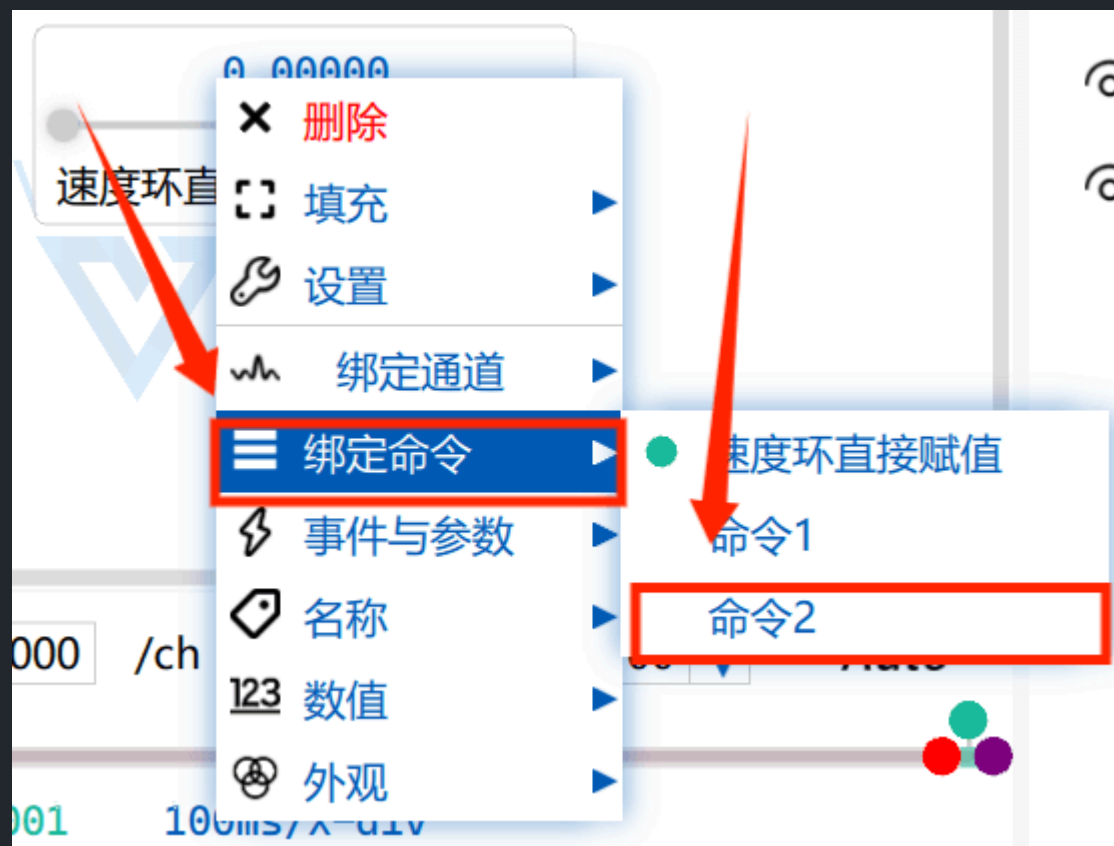 0.00000
删除
速度环直
填充
设置
绑定通道
绑定命令
速度环直接赋值
事件与参数
命令1
名称
命令2
000 /ch
123 数值
外观
001 100ms/X-div